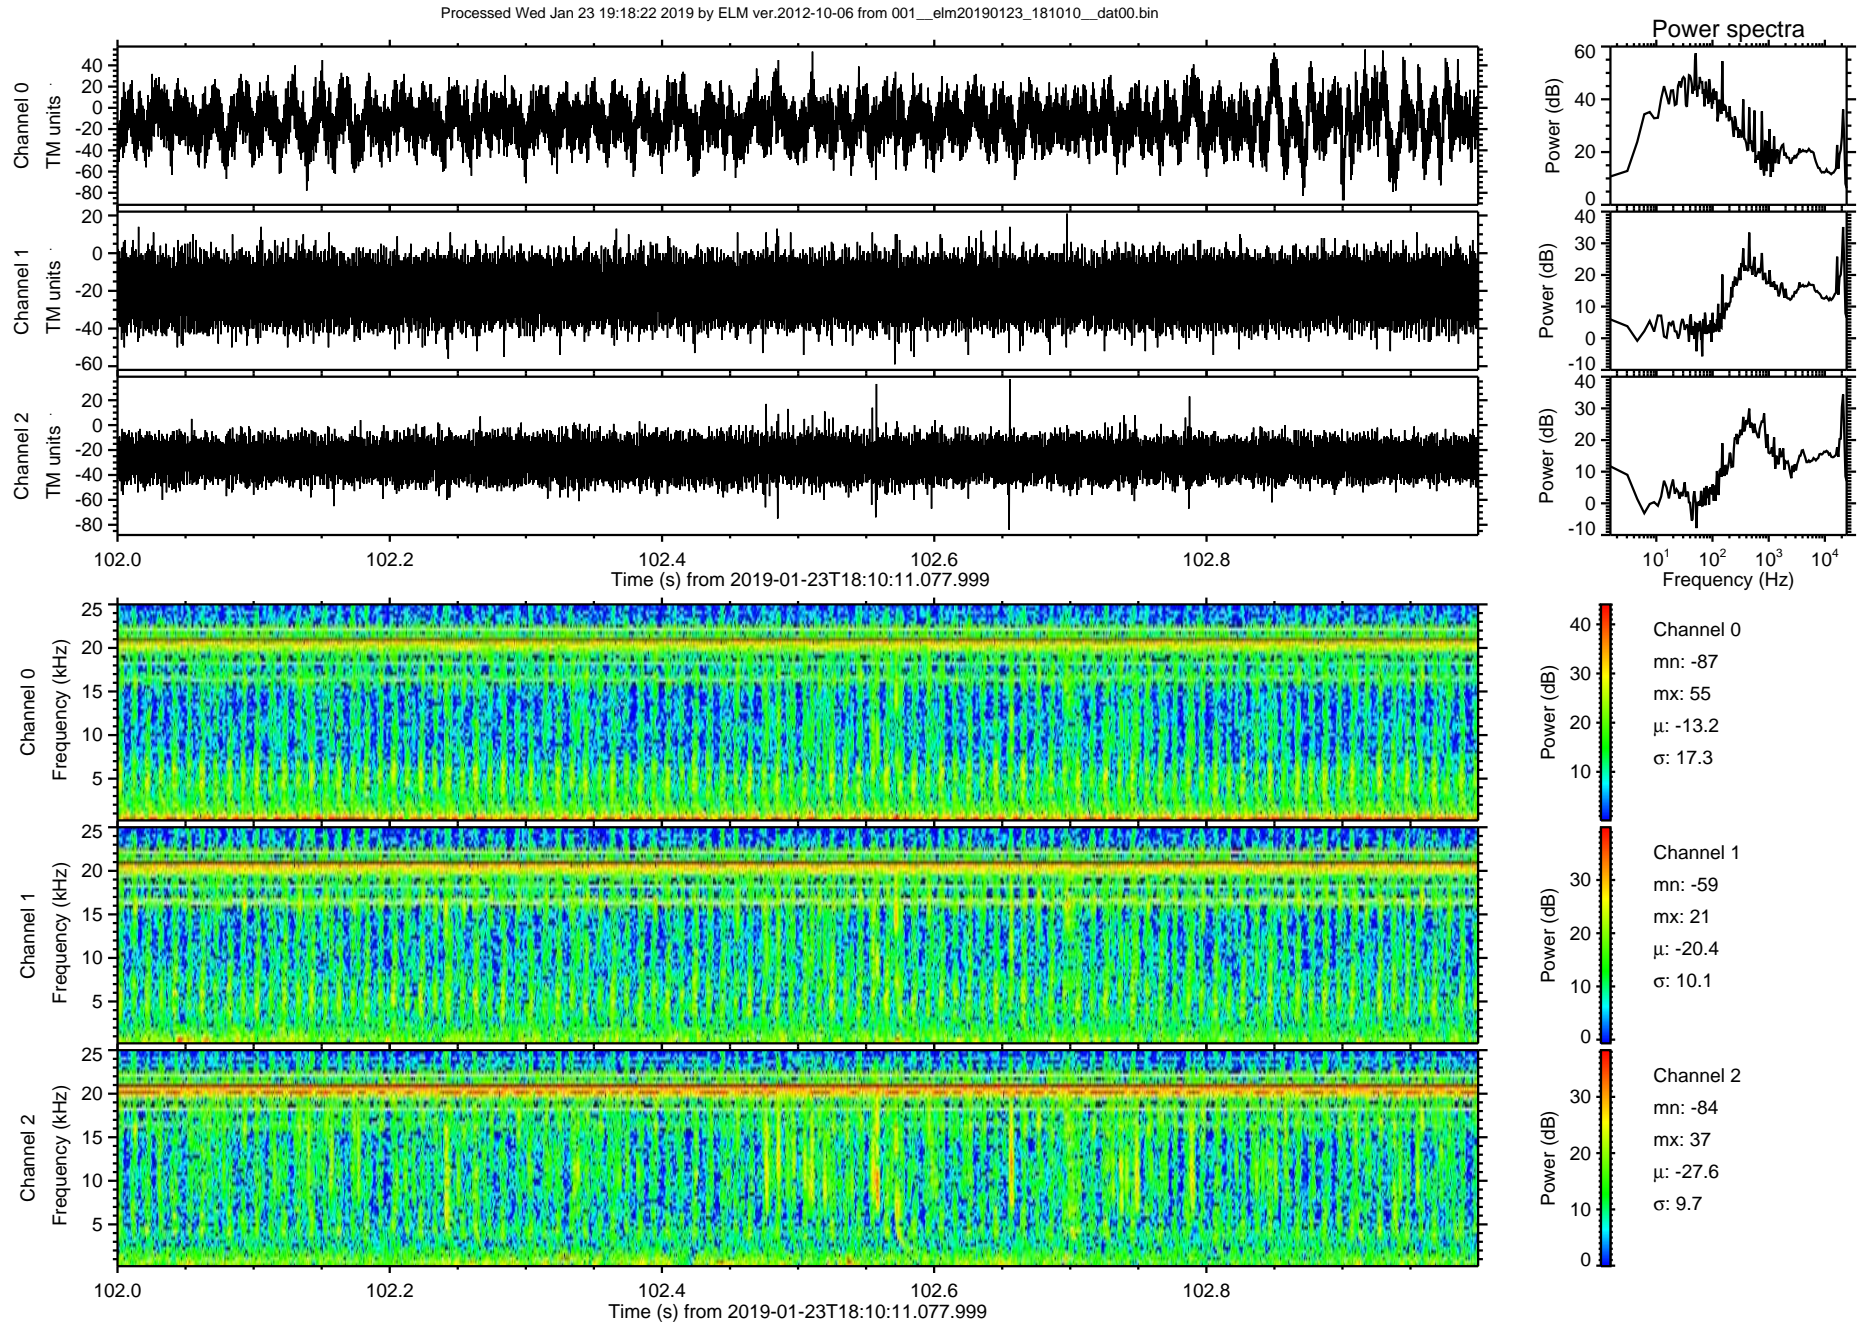 Processed Wed Jan 23 19:18:22 2019 by ELM ver.2012-10-06 from 001__elm20190123_181010__dat00.bin
Power spectra
Channel 0
TM units
40
20
0
-20
-40
-60
-80
Power (dB)
60
40
20
0
Channel 1
TM units
20
0
-20
-40
-60
Power (dB)
40
30
20
10
0
-10
Channel 2
TM units
20
0
-20
-40
-60
-80
Power (dB)
40
30
20
10
0
-10
102.0 102.2 102.4 102.6 102.8
Time (s) from 2019-01-23T18:10:11.077.999
10^1 10^2 10^3 10^4
Frequency (Hz)
Channel 0
Frequency (kHz)
25
20
15
10
5
Power (dB)
40
30
20
10
Channel 0
mn: -87
mx: 55
μ: -13.2
σ: 17.3
Channel 1
Frequency (kHz)
25
20
15
10
5
Power (dB)
30
20
10
0
Channel 1
mn: -59
mx: 21
μ: -20.4
σ: 10.1
Channel 2
Frequency (kHz)
25
20
15
10
5
Power (dB)
30
20
10
0
Channel 2
mn: -84
mx: 37
μ: -27.6
σ: 9.7
102.0 102.2 102.4 102.6 102.8
Time (s) from 2019-01-23T18:10:11.077.999